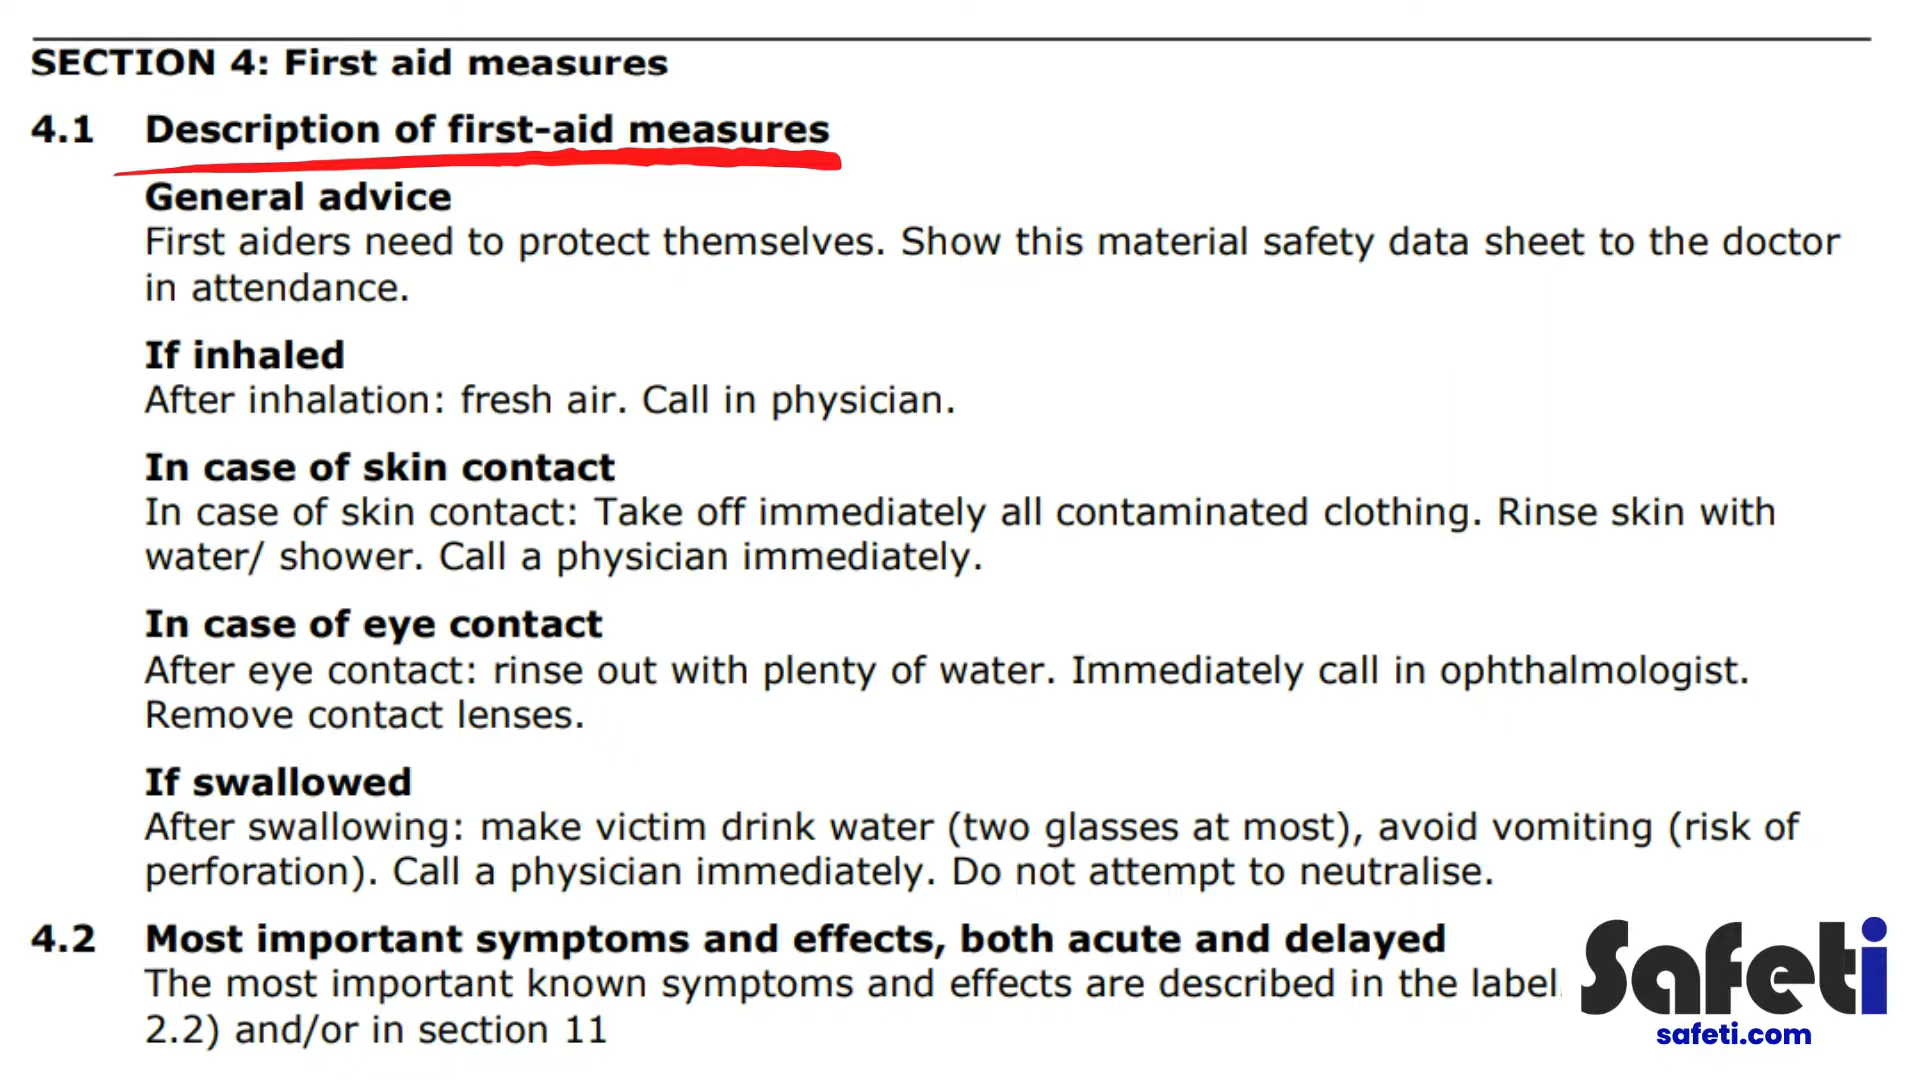 SECTION 4: First aid measures
4.1 Description of first-aid measures
General advice
First aiders need to protect themselves. Show this material safety data sheet to the doctor
in attendance.
If inhaled
After inhalation: fresh air. Call in physician.
In case of skin contact
In case of skin contact: Take off immediately all contaminated clothing. Rinse skin with
water/ shower. Call a physician immediately.
In case of eye contact
After eye contact: rinse out with plenty of water. Immediately call in ophthalmologist.
Remove contact lenses.
If swallowed
After swallowing: make victim drink water (two glasses at most), avoid vomiting (risk of
perforation). Call a physician immediately. Do not attempt to neutralise.
4.2 Most important symptoms and effects, both acute and delayed
The most important known symptoms and effects are described in the label
2.2) and/or in section 11
Safeti
safeti.com